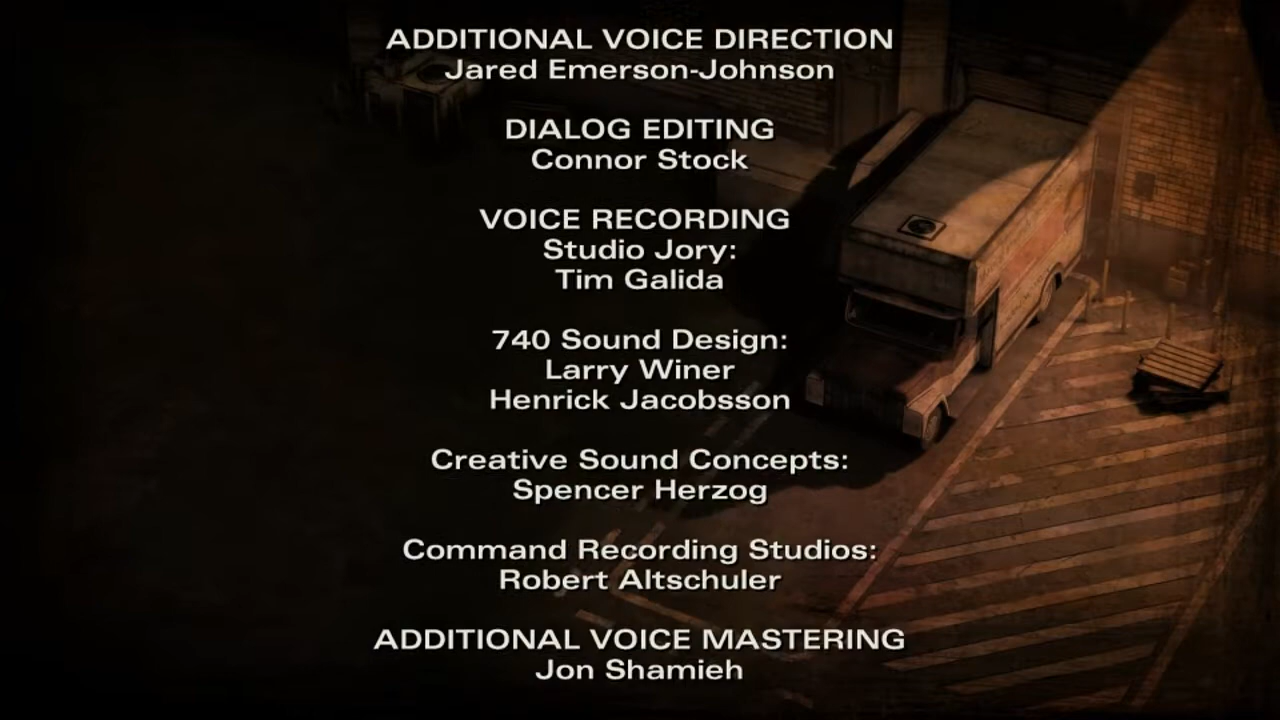 ADDITIONAL VOICE DIRECTION
Jared Emerson-Johnson
DIALOG EDITING
Connor Stock
VOICE RECORDING
Studio Jory:
Tim Galida
740 Sound Design:
Larry Winer
Henrick Jacobsson
Creative Sound Concepts:
Spencer Herzog
Command Recording Studios:
Robert Altschuler
ADDITIONAL VOICE MASTERING
Jon Shamieh